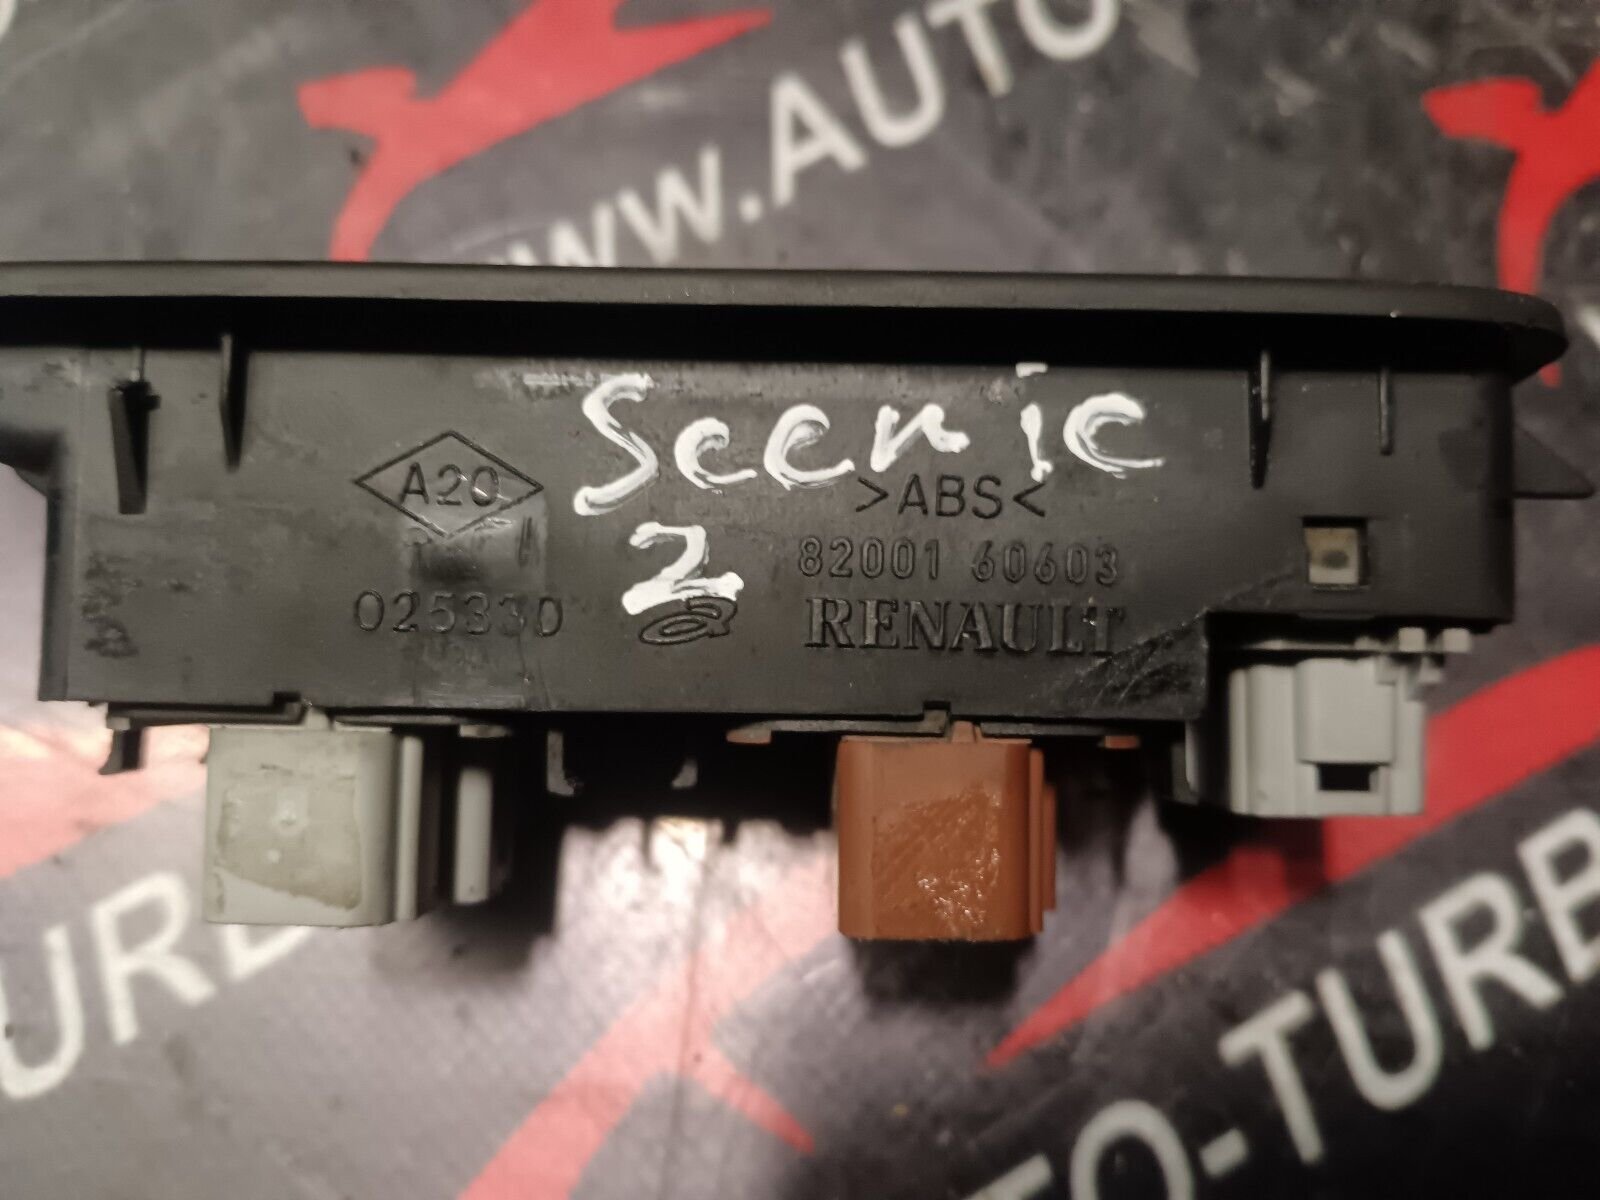 WWW.AUTO
Scenic
2
A20
>ABS<
82001 60603
025330
RENAULT
URB
TO-TURB